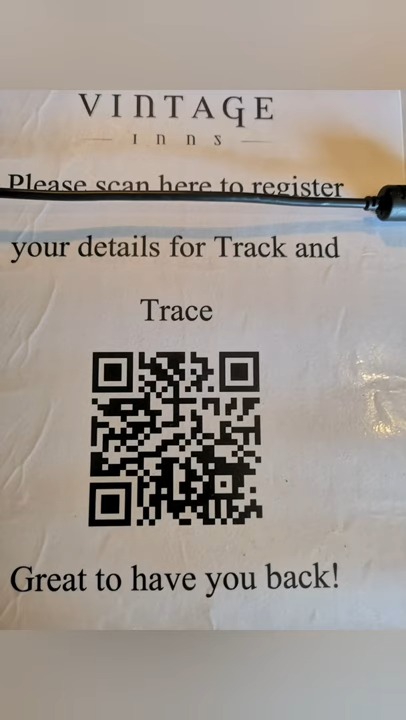 VINTAGE
INNS
Please scan here to register
your details for Track and
Trace
Great to have you back!